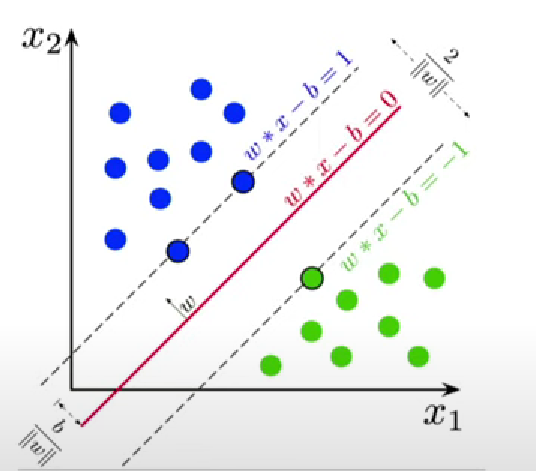 x₂
w * x − b = 1
2
‖w‖
w * x − b = 0
w * x − b = −1
w
x₁
b
‖w‖